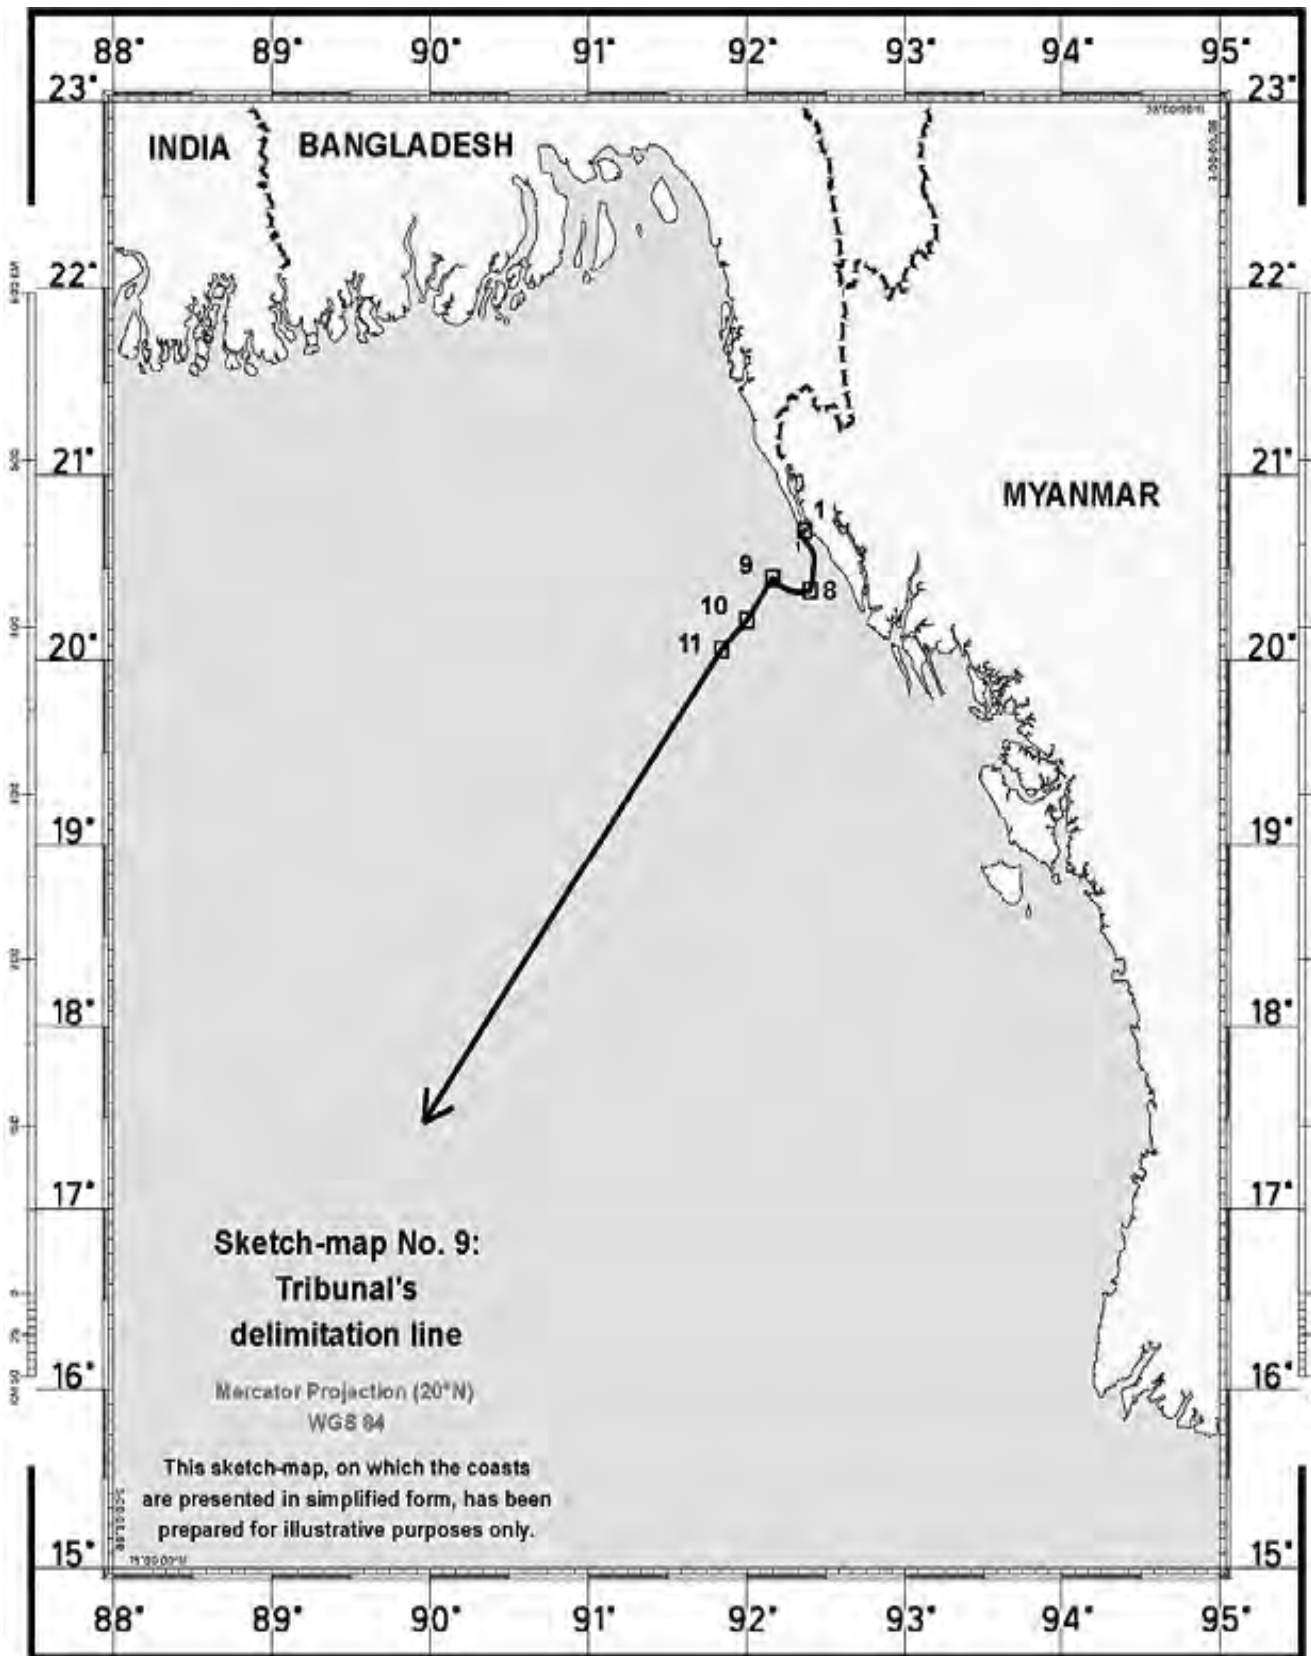 88° 89° 90° 91° 92° 93° 94° 95°
23° 23°
INDIA BANGLADESH
22° 22°
21° 21°
MYANMAR
1
9
8
10
11
20° 20°
19° 19°
18° 18°
17° 17°
Sketch-map No. 9:
Tribunal's
delimitation line
16° 16°
Mercator Projection (20°N)
WGS 84
This sketch-map, on which the coasts
are presented in simplified form, has been
prepared for illustrative purposes only.
15° 15°
88° 89° 90° 91° 92° 93° 94° 95°